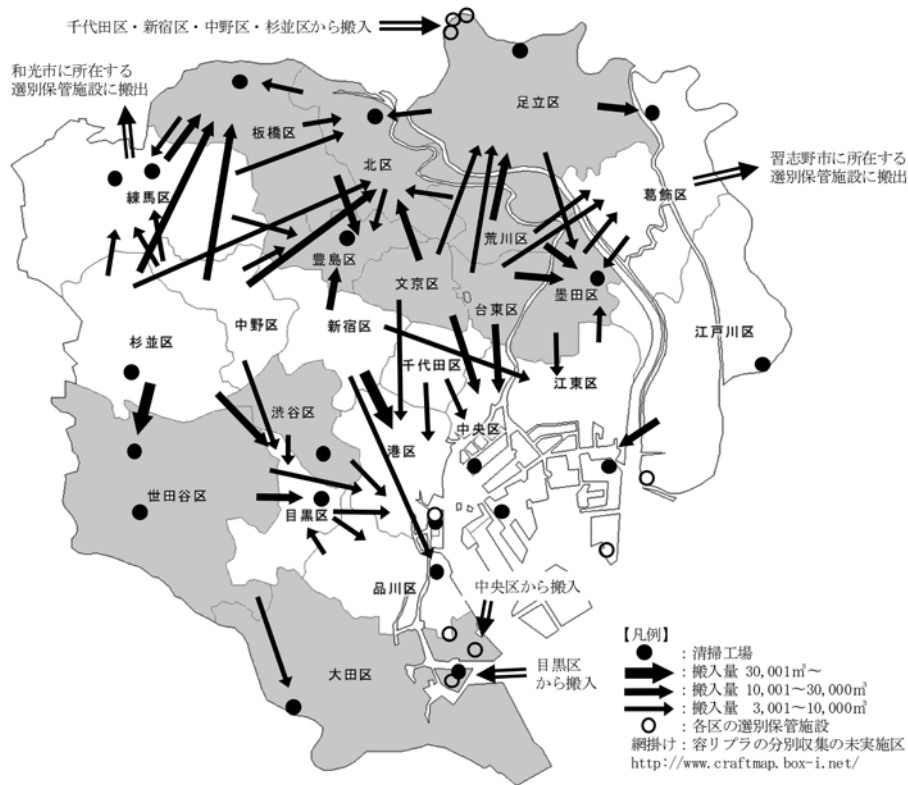 千代田区・新宿区・中野区・杉並区から搬入
和光市に所在する
選別保管施設に搬出
足立区
板橋区
北区
習志野市に所在する
選別保管施設に搬出
葛飾区
練馬区
荒川区
豊島区
文京区
墨田区
台東区
中野区
新宿区
杉並区
千代田区
江東区
江戸川区
渋谷区
中央区
港区
世田谷区
目黒区
品川区
中央区から搬入
大田区
目黒区
から搬入
【凡例】
：清掃工場
：搬入量 30,001㎥～
：搬入量 10,001～30,000㎥
：搬入量 3,001～10,000㎥
：各区の選別保管施設
網掛け：容リプラの分別収集の未実施区
http://www.craftmap.box-i.net/